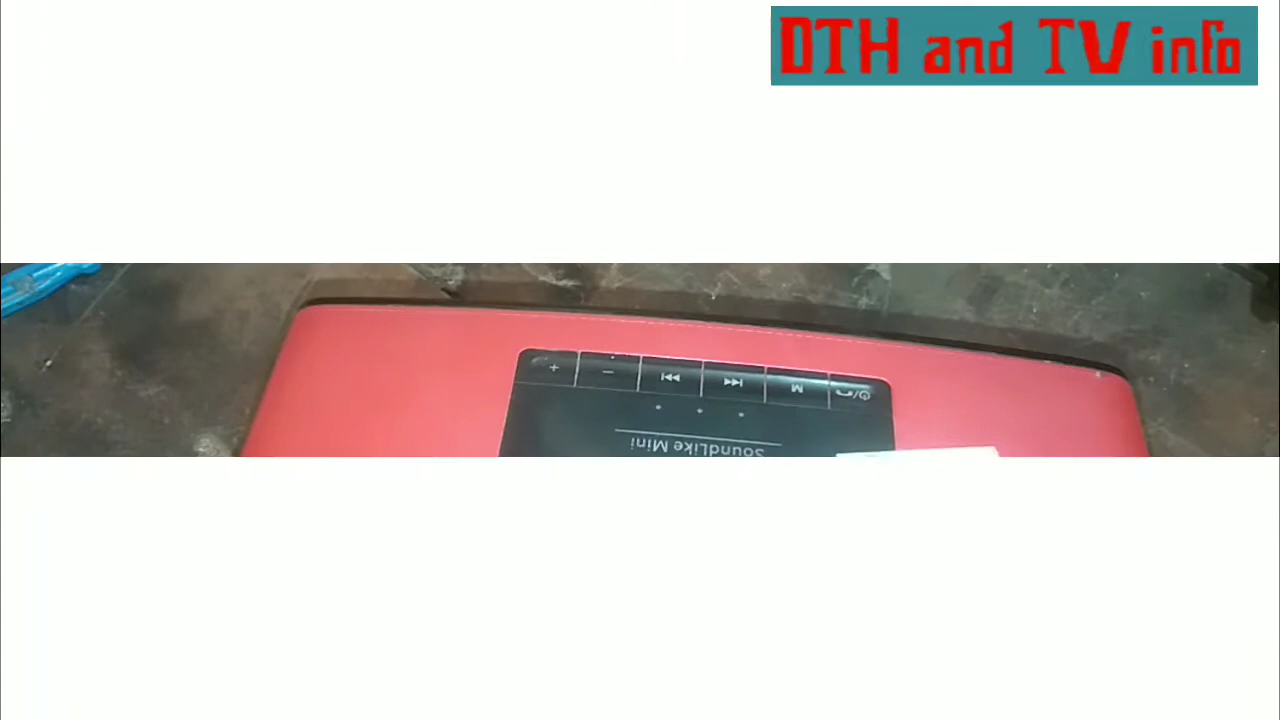 DTH and TV info
+ − M
SoundLike Mini